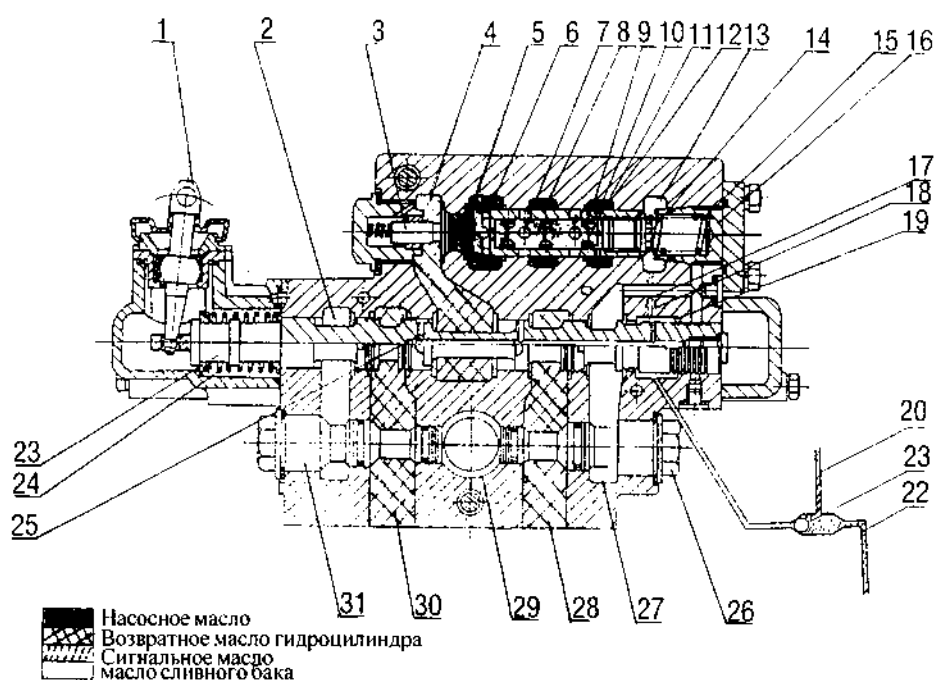 1 2 3 4 5 6 7 8 9 10 11 12 13 14 15 16
17
18
19
20
23
22
23
24
25
31 30 29 28 27 26
Насосное масло
Возвратное масло гидроцилиндра
Сигнальное масло
масло сливного бака